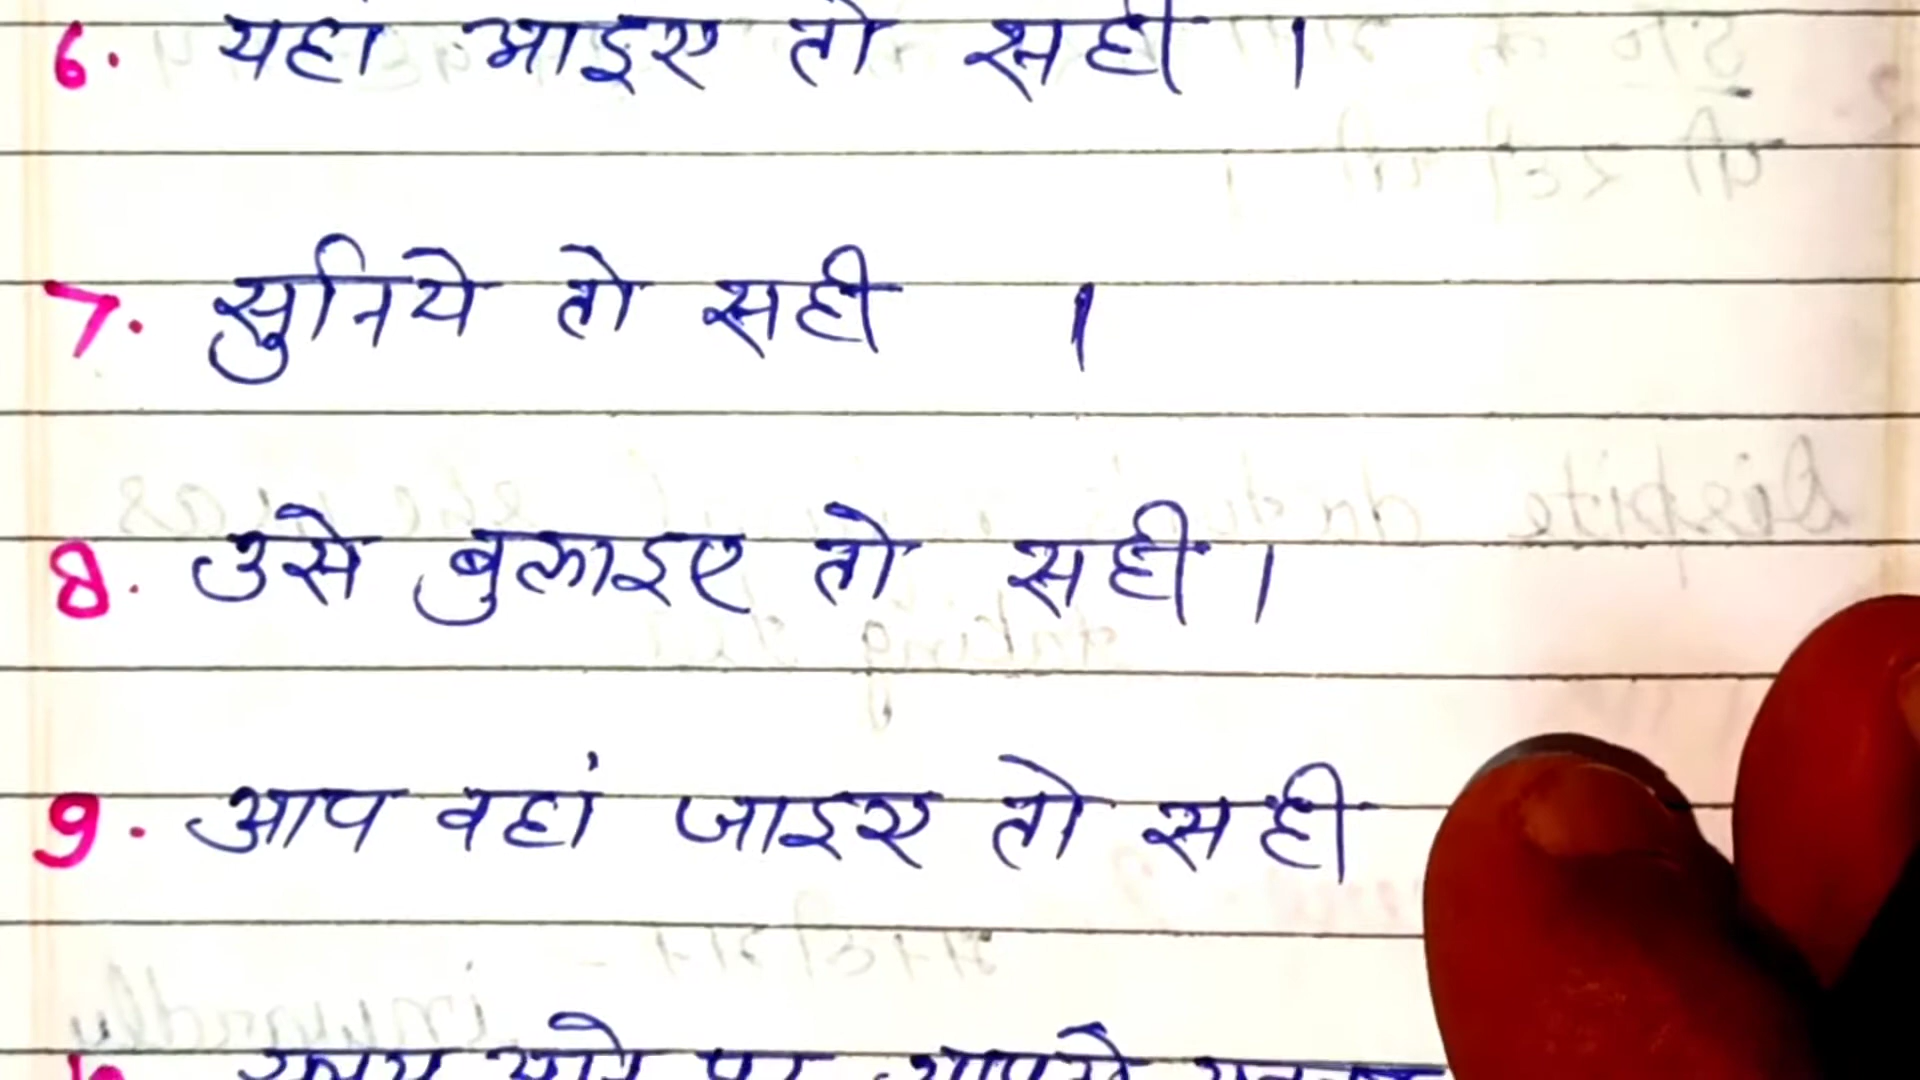 6. यहां आइए तो सही ।
7. सुनिये तो सही ।
8. उसे बुलाइए तो सही ।
9. आप वहां जाइए तो सही